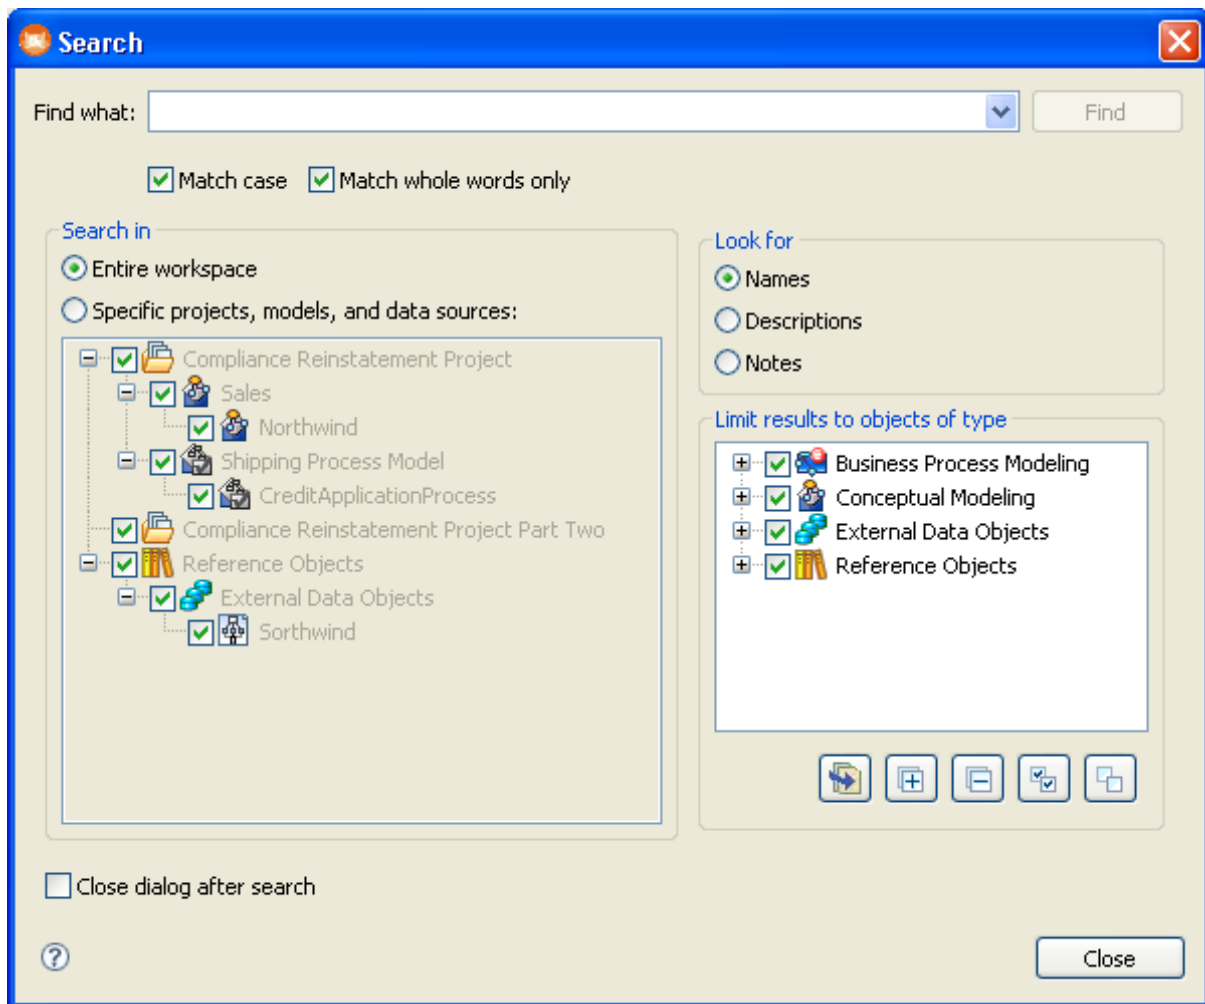 Search
Find what:
Find
Match case
Match whole words only
Search in
Entire workspace
Specific projects, models, and data sources:
Compliance Reinstatement Project
Sales
Northwind
Shipping Process Model
CreditApplicationProcess
Compliance Reinstatement Project Part Two
Reference Objects
External Data Objects
Sorthwind
Look for
Names
Descriptions
Notes
Limit results to objects of type
Business Process Modeling
Conceptual Modeling
External Data Objects
Reference Objects
Close dialog after search
?
Close